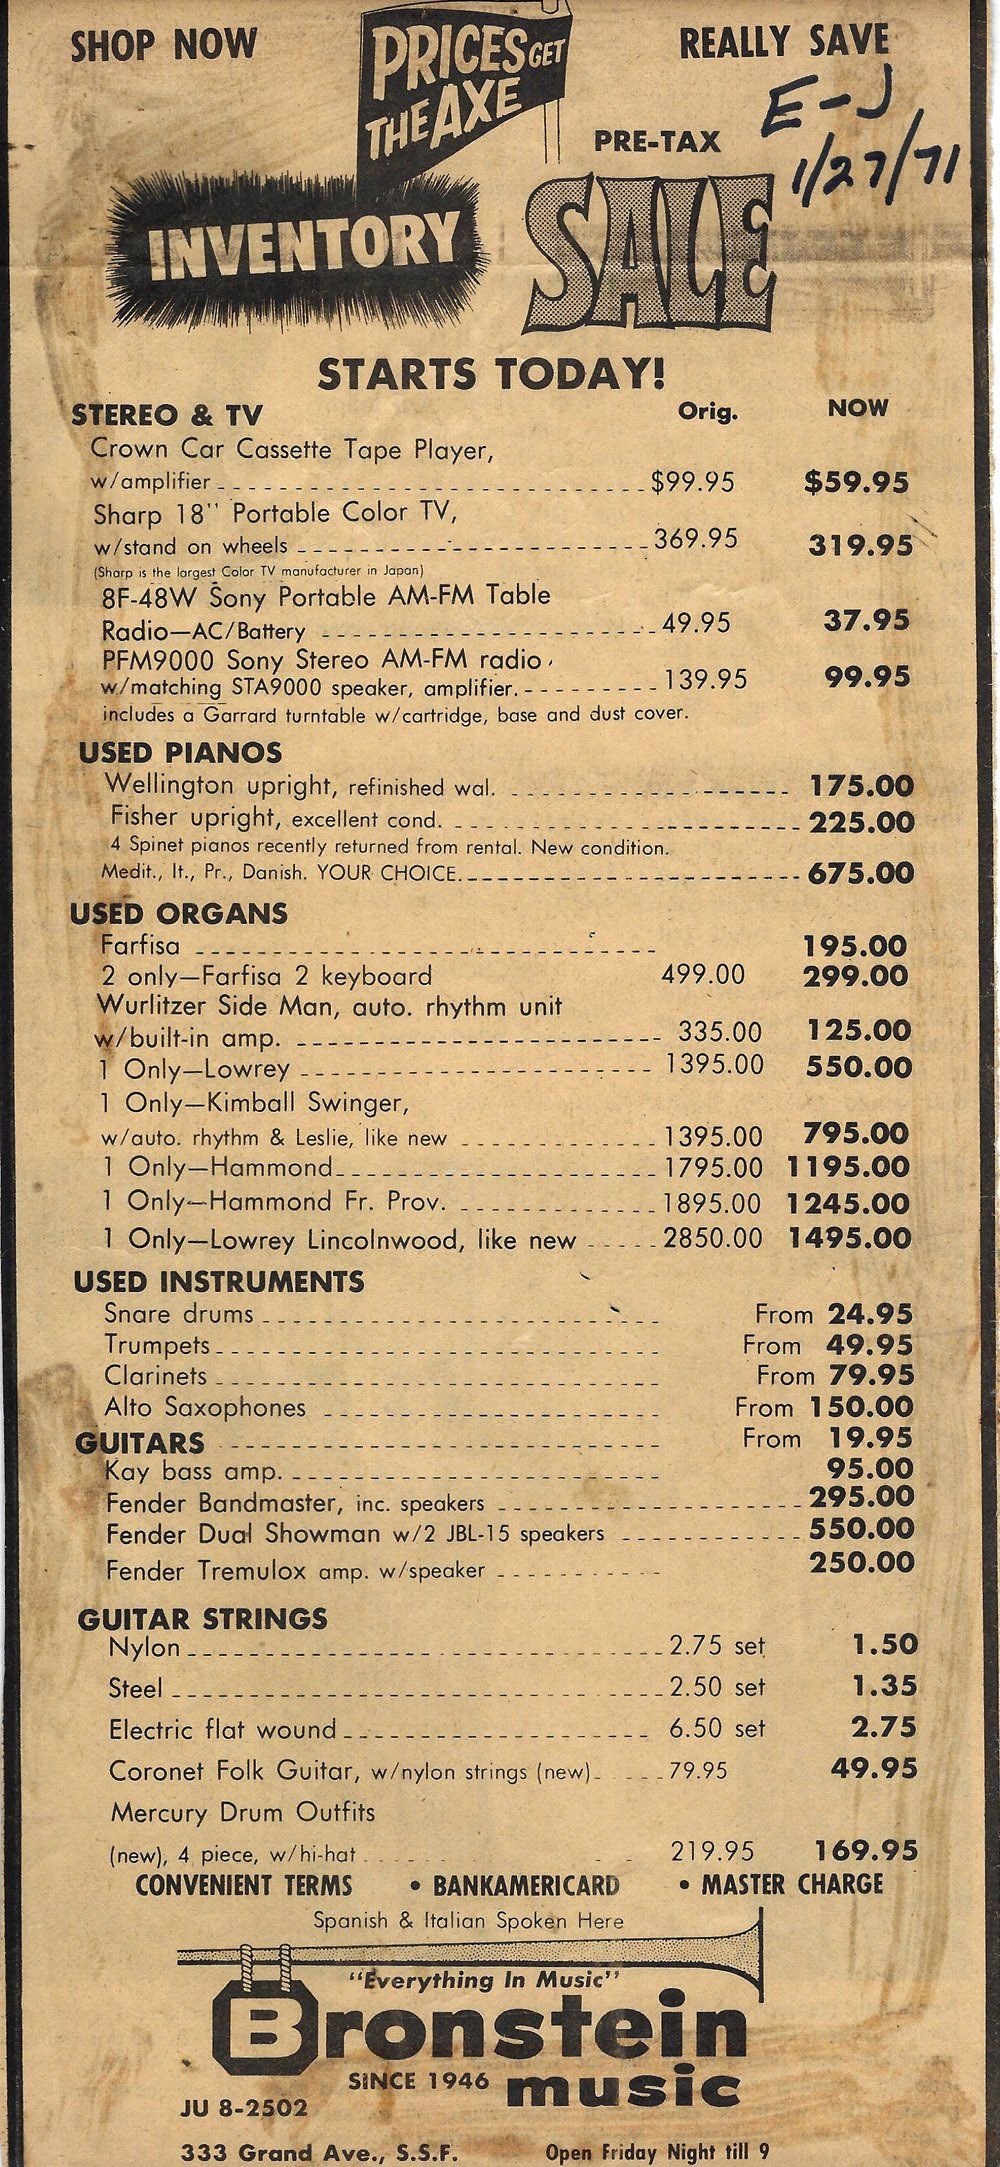 SHOP NOW
PRICES GET
THE AXE
REALLY SAVE
E-J
1/27/71
PRE-TAX
INVENTORY SALE
STARTS TODAY!
STEREO & TV Orig. NOW
Crown Car Cassette Tape Player,
w/amplifier $99.95 $59.95
Sharp 18" Portable Color TV,
w/stand on wheels 369.95 319.95
(Sharp is the largest Color TV manufacturer in Japan)
8F-48W Sony Portable AM-FM Table
Radio—AC/Battery 49.95 37.95
PFM9000 Sony Stereo AM-FM radio
w/matching STA9000 speaker, amplifier. 139.95 99.95
includes a Garrard turntable w/cartridge, base and dust cover.
USED PIANOS
Wellington upright, refinished wal. 175.00
Fisher upright, excellent cond. 225.00
4 Spinet pianos recently returned from rental. New condition.
Medit., It., Pr., Danish. YOUR CHOICE. 675.00
USED ORGANS
Farfisa 195.00
2 only—Farfisa 2 keyboard 499.00 299.00
Wurlitzer Side Man, auto. rhythm unit
w/built-in amp. 335.00 125.00
1 Only—Lowrey 1395.00 550.00
1 Only—Kimball Swinger,
w/auto. rhythm & Leslie, like new 1395.00 795.00
1 Only—Hammond 1795.00 1195.00
1 Only—Hammond Fr. Prov. 1895.00 1245.00
1 Only—Lowrey Lincolnwood, like new 2850.00 1495.00
USED INSTRUMENTS
Snare drums From 24.95
Trumpets From 49.95
Clarinets From 79.95
Alto Saxophones From 150.00
GUITARS From 19.95
Kay bass amp. 95.00
Fender Bandmaster, inc. speakers 295.00
Fender Dual Showman w/2 JBL-15 speakers 550.00
Fender Tremulox amp. w/speaker 250.00
GUITAR STRINGS
Nylon 2.75 set 1.50
Steel 2.50 set 1.35
Electric flat wound 6.50 set 2.75
Coronet Folk Guitar, w/nylon strings (new) 79.95 49.95
Mercury Drum Outfits
(new), 4 piece, w/hi-hat 219.95 169.95
CONVENIENT TERMS • BANKAMERICARD • MASTER CHARGE
Spanish & Italian Spoken Here
"Everything In Music"
Bronstein
SINCE 1946 music
JU 8-2502
333 Grand Ave., S.S.F. Open Friday Night till 9